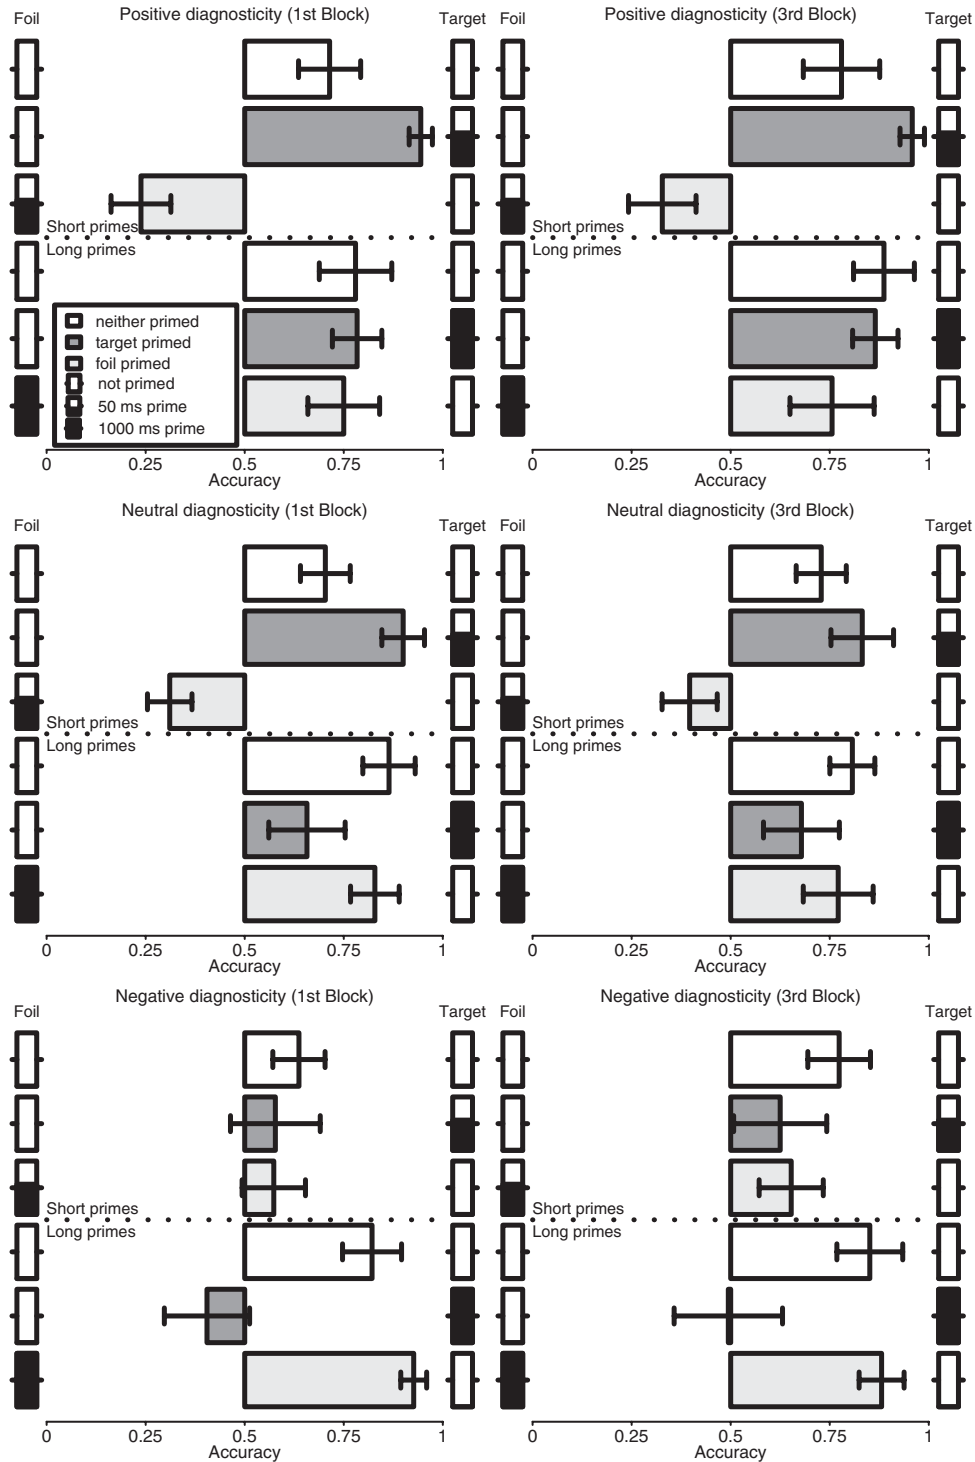 Positive diagnosticity (1st Block)
Foil
Target
Short primes
Long primes
neither primed
target primed
foil primed
not primed
50 ms prime
1000 ms prime
0 0.25 0.5 0.75 1
Accuracy
Positive diagnosticity (3rd Block)
Foil
Target
Short primes
Long primes
0 0.25 0.5 0.75 1
Accuracy
Neutral diagnosticity (1st Block)
Foil
Target
Short primes
Long primes
0 0.25 0.5 0.75 1
Accuracy
Neutral diagnosticity (3rd Block)
Foil
Target
Short primes
Long primes
0 0.25 0.5 0.75 1
Accuracy
Negative diagnosticity (1st Block)
Foil
Target
Short primes
Long primes
0 0.25 0.5 0.75 1
Accuracy
Negative diagnosticity (3rd Block)
Foil
Target
Short primes
Long primes
0 0.25 0.5 0.75 1
Accuracy